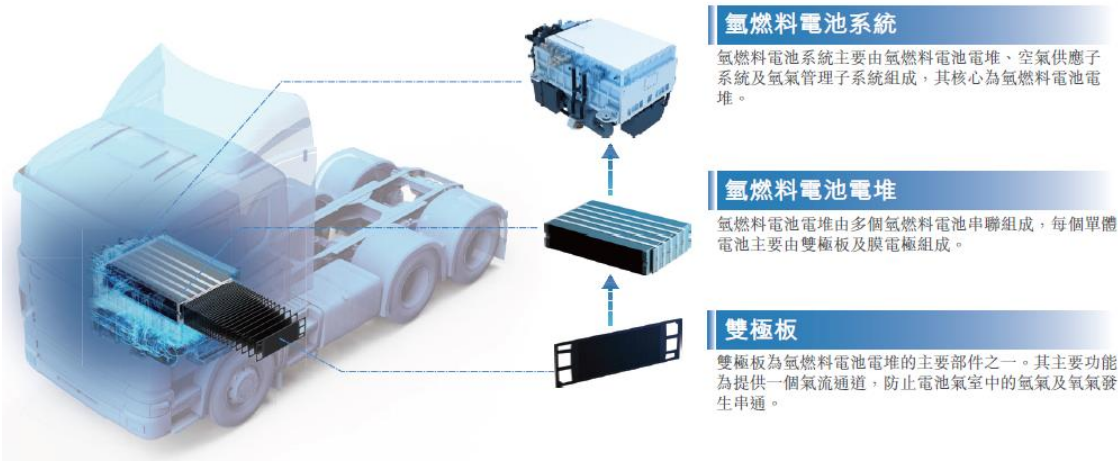 氫燃料電池系統
氫燃料電池系統主要由氫燃料電池電堆、空氣供應子
系統及氫氣管理子系統組成，其核心為氫燃料電池電
堆。
氫燃料電池電堆
氫燃料電池電堆由多個氫燃料電池串聯組成，每個單體
電池主要由雙極板及膜電極組成。
雙極板
雙極板為氫燃料電池電堆的主要部件之一。其主要功能
為提供一個氣流通道，防止電池氣室中的氫氣及氧氣發
生串通。